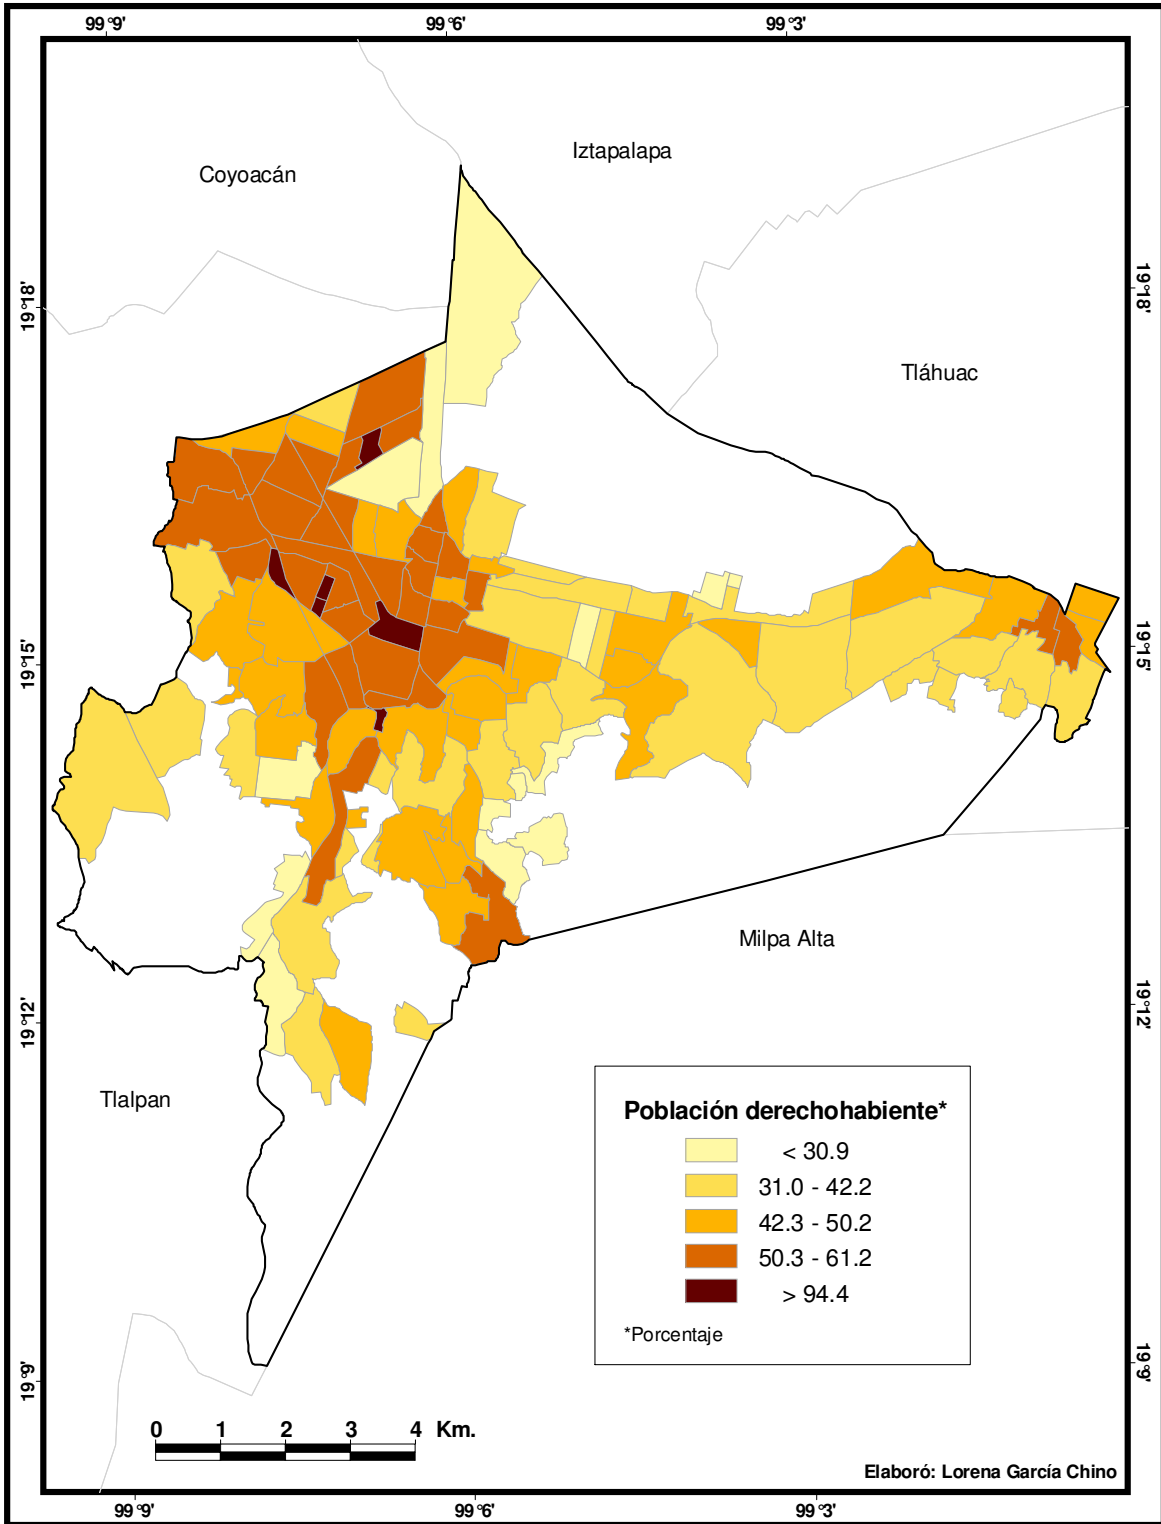 99°9'
99°6'
99°3'
Iztapalapa
Coyoacán
19°18'
19°18'
Tláhuac
19°15'
19°15'
Milpa Alta
19°12'
19°12'
Tlalpan
Población derechohabiente*
< 30.9
31.0 - 42.2
42.3 - 50.2
50.3 - 61.2
> 94.4
*Porcentaje
19°9'
19°9'
0 1 2 3 4 Km.
Elaboró: Lorena García Chino
99°9'
99°6'
99°3'